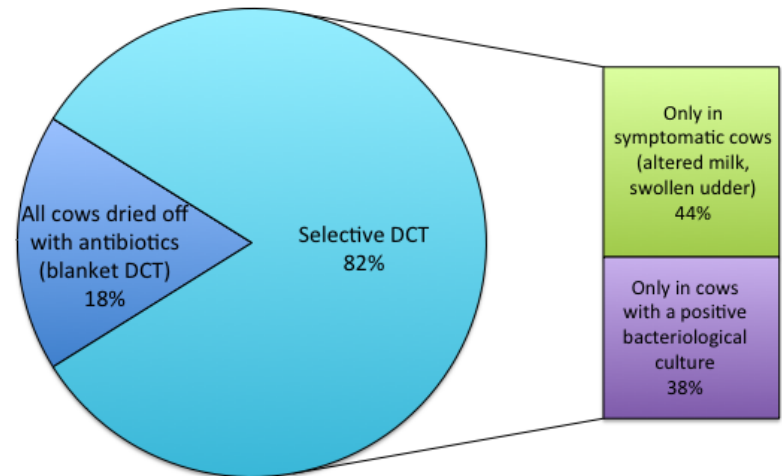 All cows dried off
with antibiotics
(blanket DCT)
18%
Selective DCT
82%
Only in
symptomatic cows
(altered milk,
swollen udder)
44%
Only in cows
with a positive
bacteriological
culture
38%